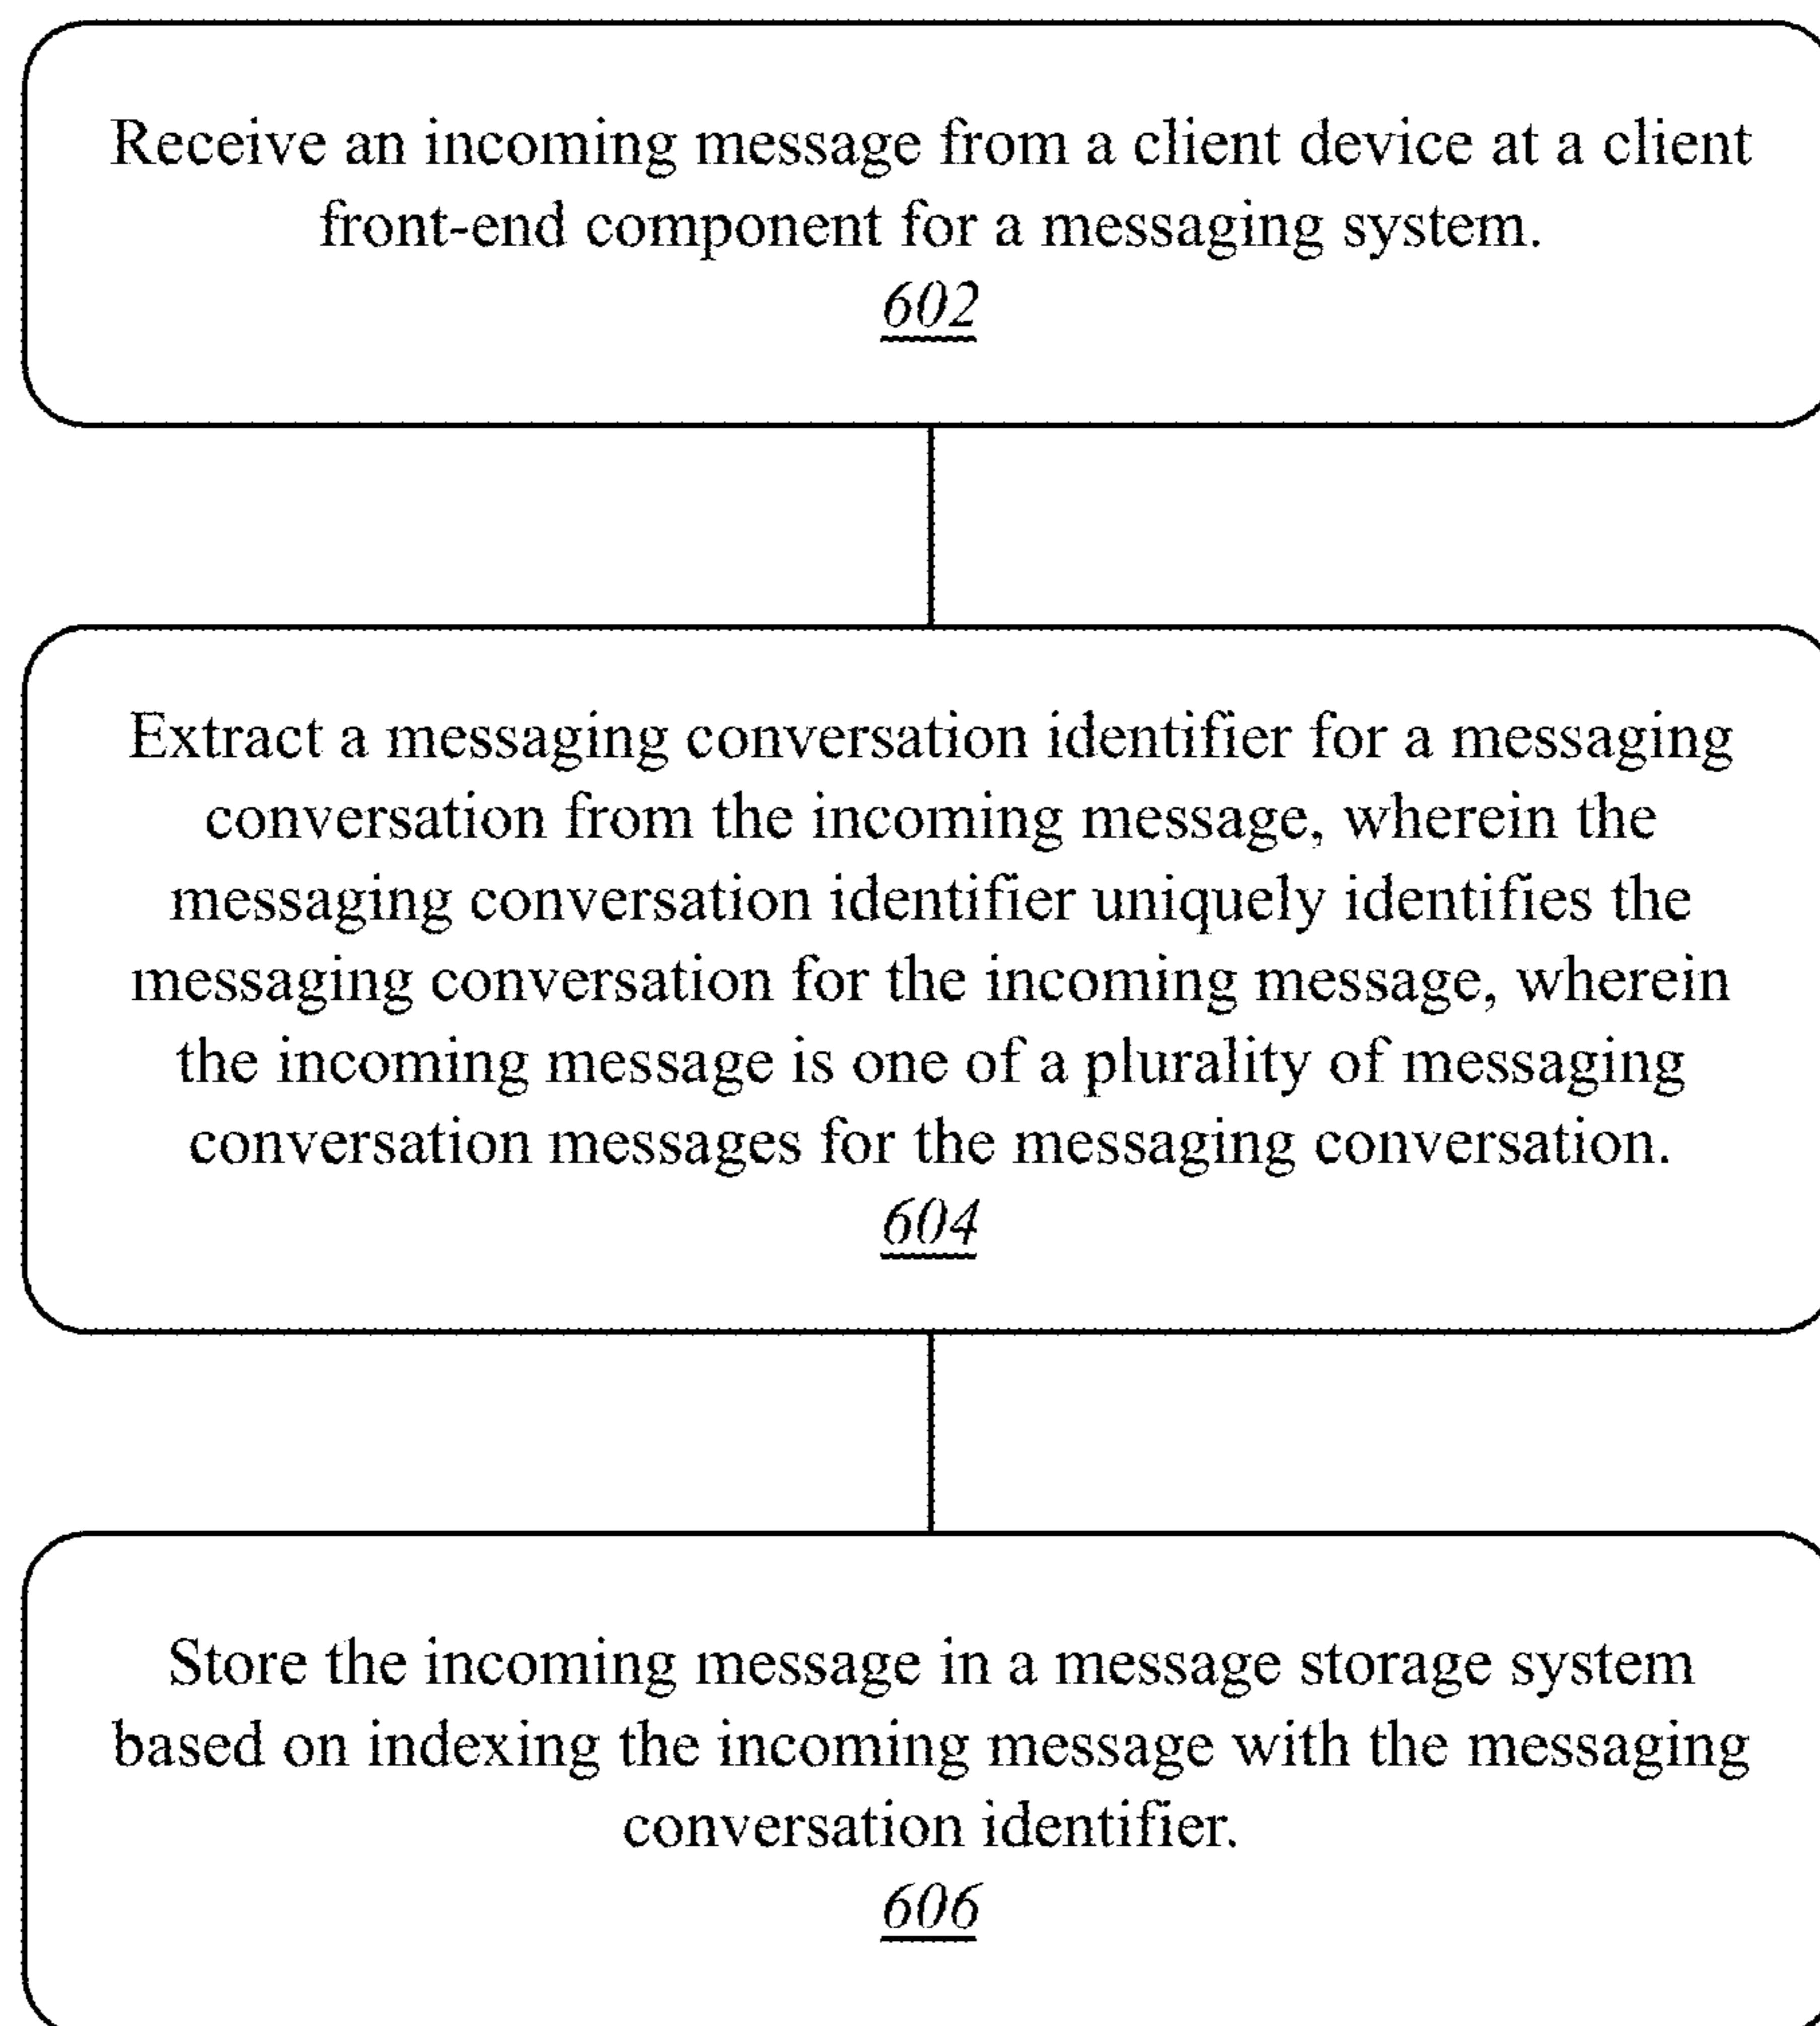 Receive an incoming message from a client device at a client
front-end component for a messaging system.
602
Extract a messaging conversation identifier for a messaging
conversation from the incoming message, wherein the
messaging conversation identifier uniquely identifies the
messaging conversation for the incoming message, wherein
the incoming message is one of a plurality of messaging
conversation messages for the messaging conversation.
604
Store the incoming message in a message storage system
based on indexing the incoming message with the messaging
conversation identifier.
606